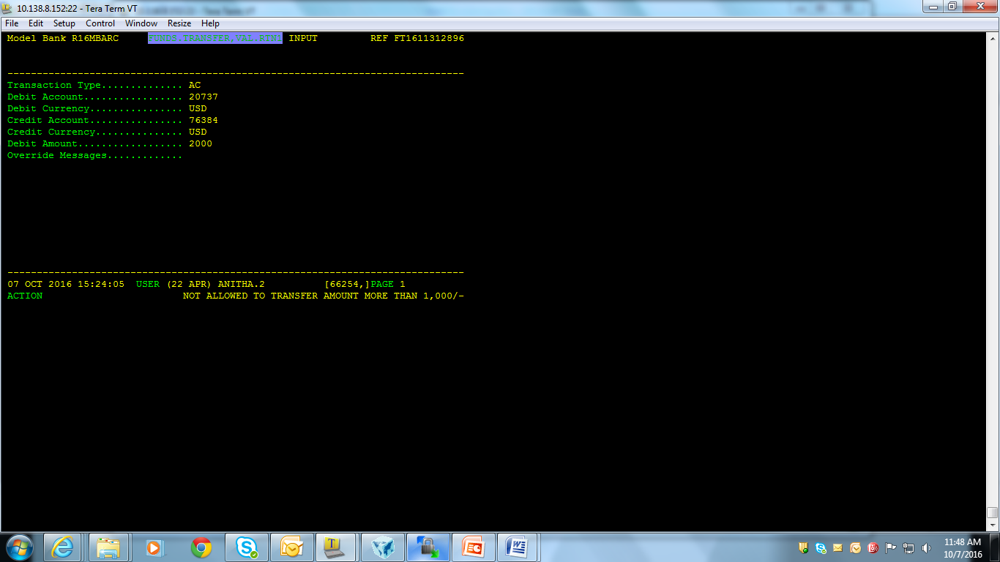 10.138.8.152:22 - Tera Term VT
File Edit Setup Control Window Resize Help
Model Bank R16MBARC FUNDS.TRANSFER,VAL.RTN1 INPUT REF FT1611312896
--------------------------------------------------------------------------------
Transaction Type.............. AC
Debit Account................. 20737
Debit Currency................ USD
Credit Account................ 76384
Credit Currency............... USD
Debit Amount.................. 2000
Override Messages.............
--------------------------------------------------------------------------------
07 OCT 2016 15:24:05 USER (22 APR) ANITHA.2 [66254,]PAGE 1
ACTION NOT ALLOWED TO TRANSFER AMOUNT MORE THAN 1,000/-
11:48 AM
10/7/2016